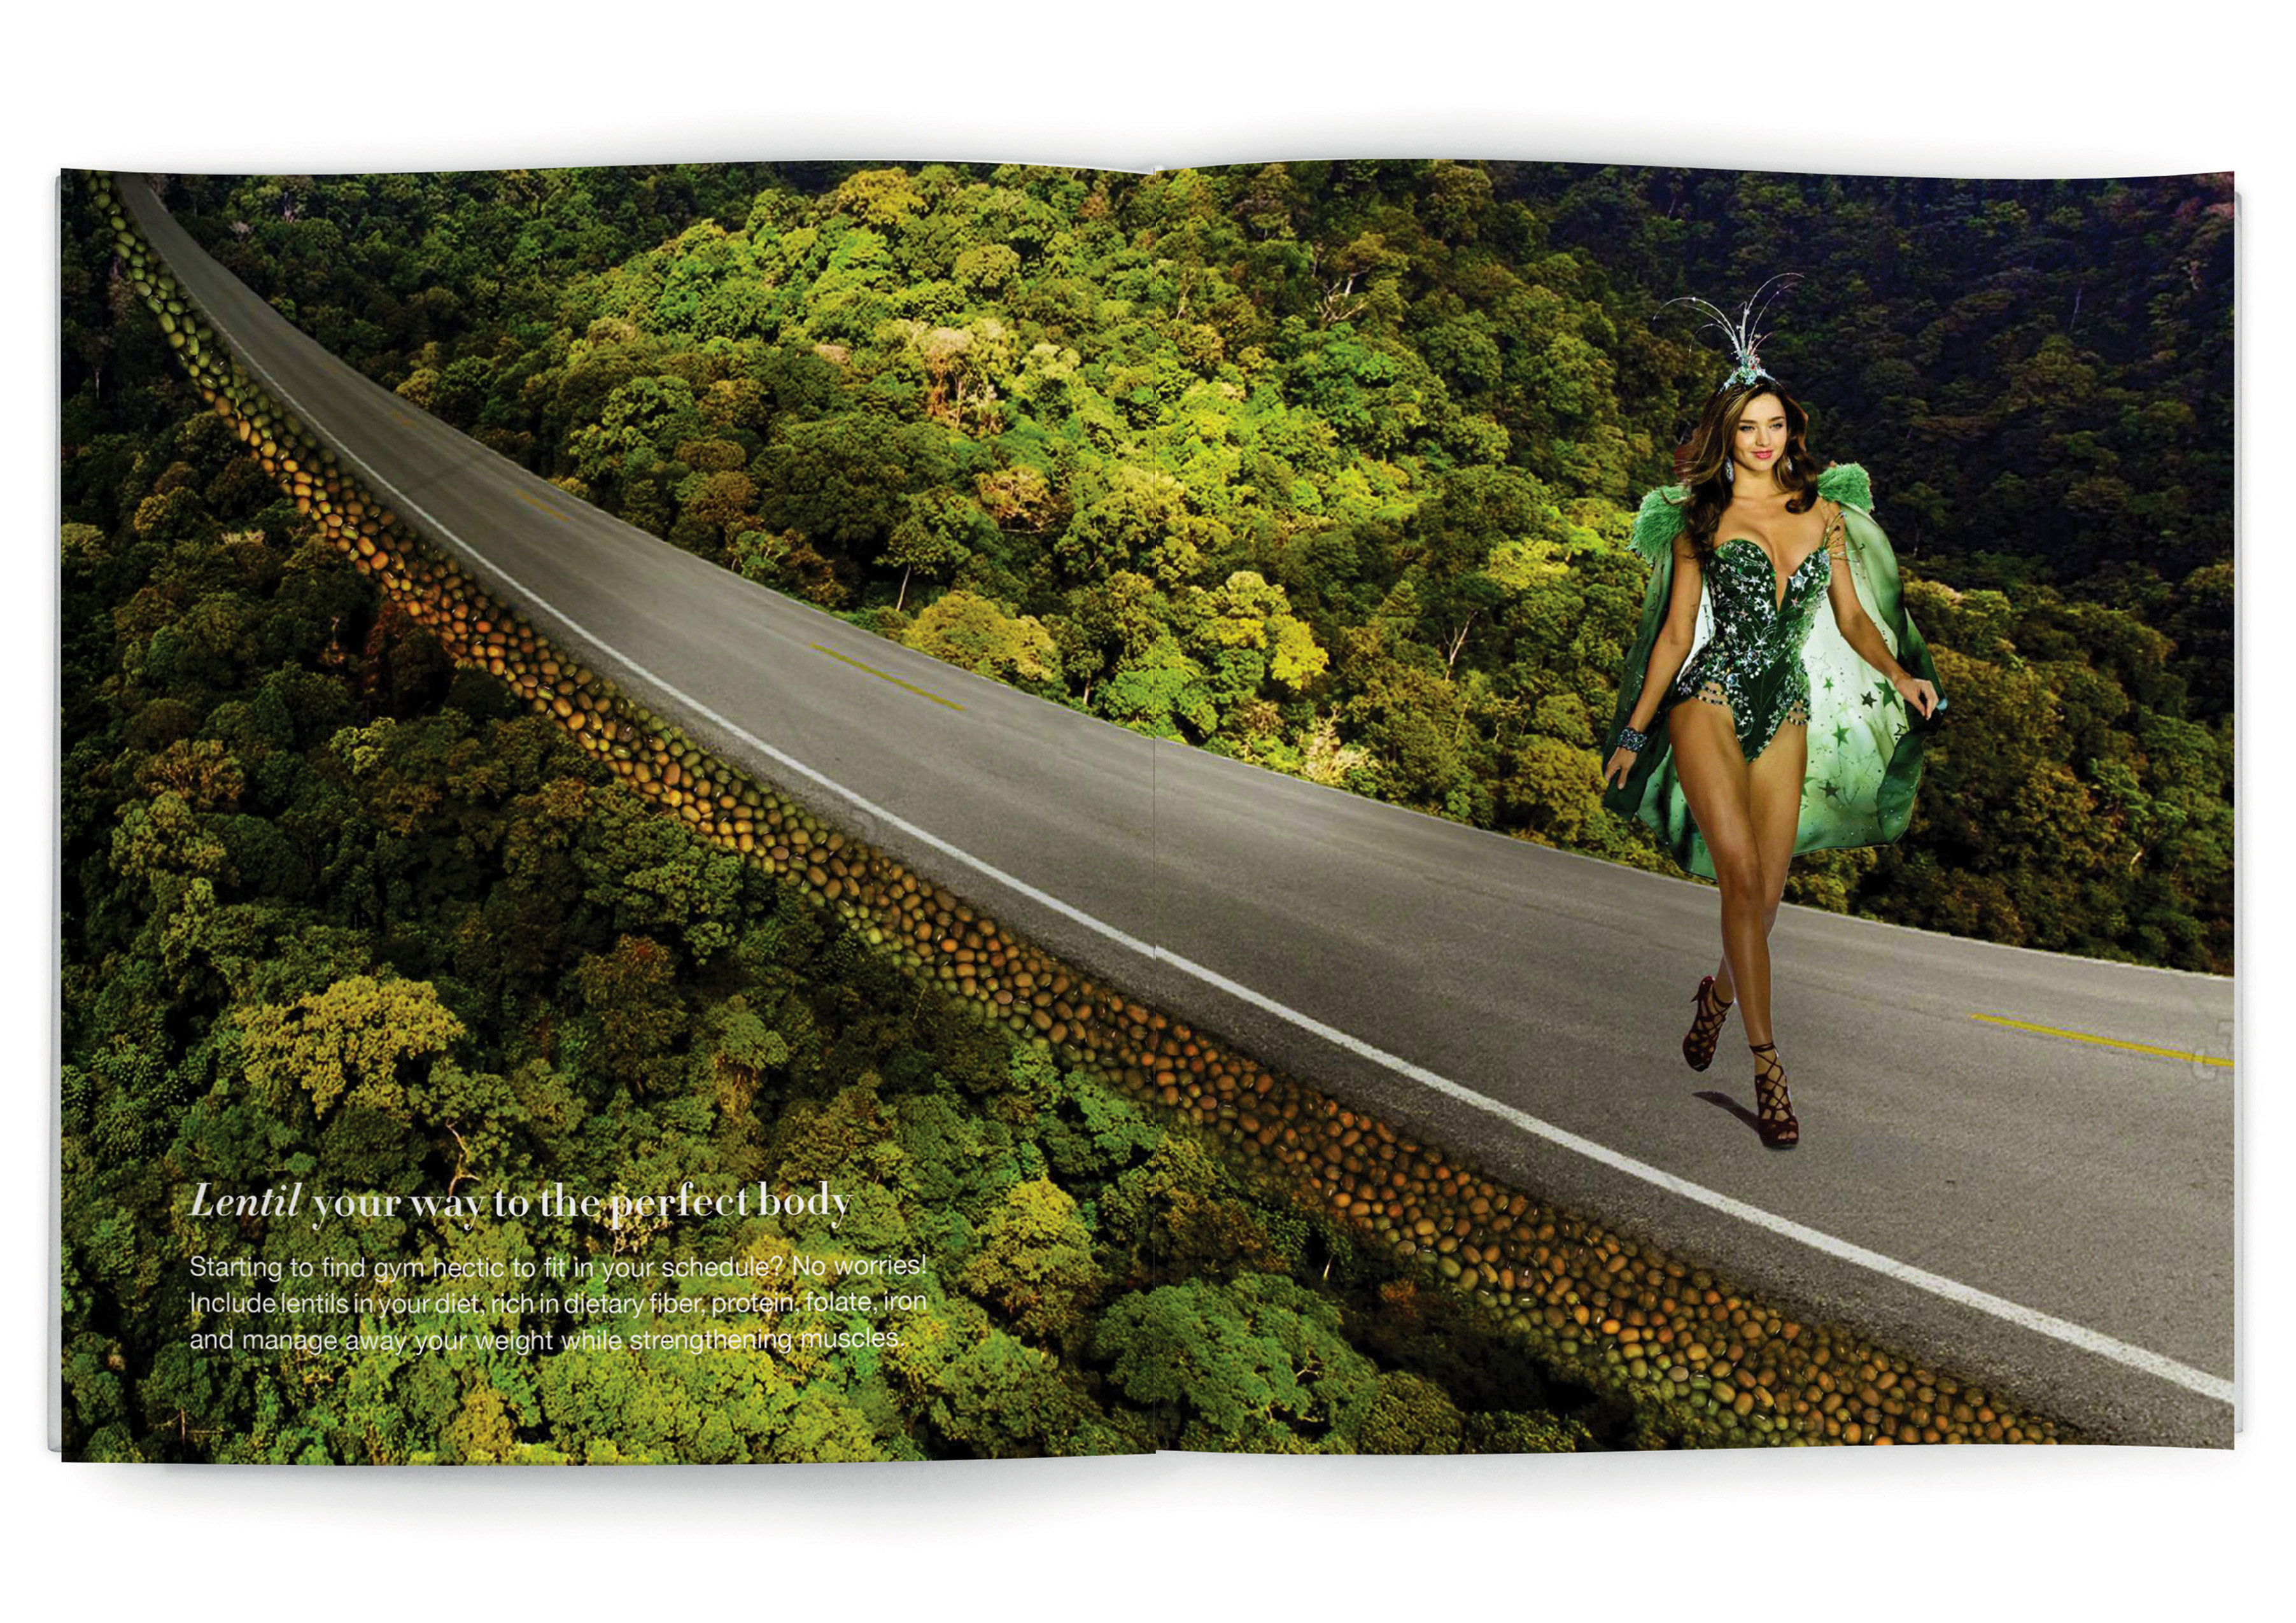 Lentil your way to the perfect body
Starting to find gym hectic to fit in your schedule? No worries!
Include lentils in your diet, rich in dietary fiber, protein, folate, iron
and manage away your weight while strengthening muscles.